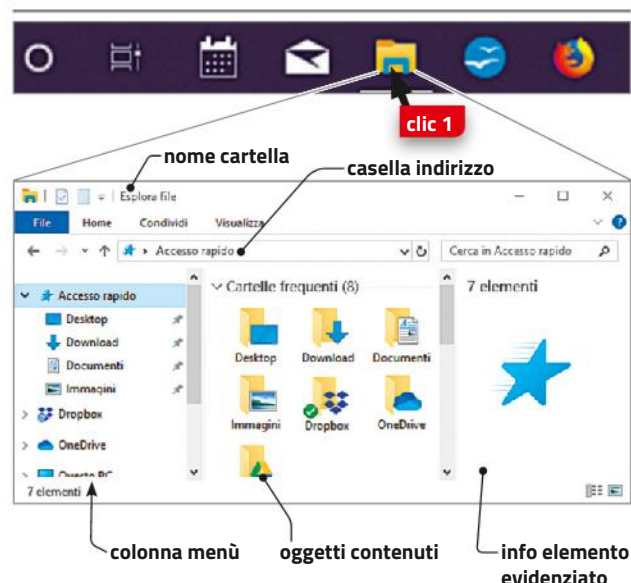 clic 1
nome cartella
casella indirizzo
Esplora file
File Home Condividi Visualizza
Accesso rapido Cerca in Accesso rapido
Cartelle frequenti (8) 7 elementi
Accesso rapido
Desktop
Download
Documenti
Immagini
Dropbox
OneDrive
Questo PC
Desktop Download Documenti
Immagini Dropbox OneDrive
7 elementi
colonna menù oggetti contenuti info elemento
evidenziato